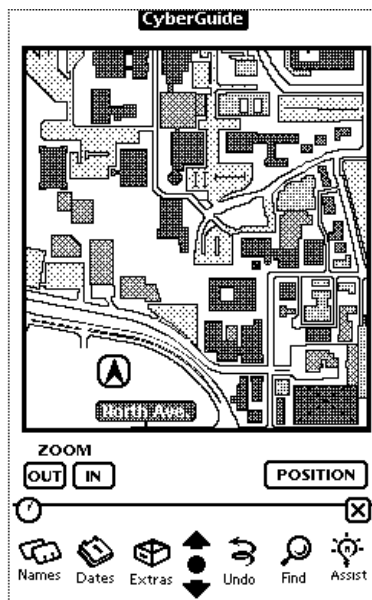 CyberGuide
North Ave.
ZOOM
OUT IN POSITION
Names Dates Extras Undo Find Assist